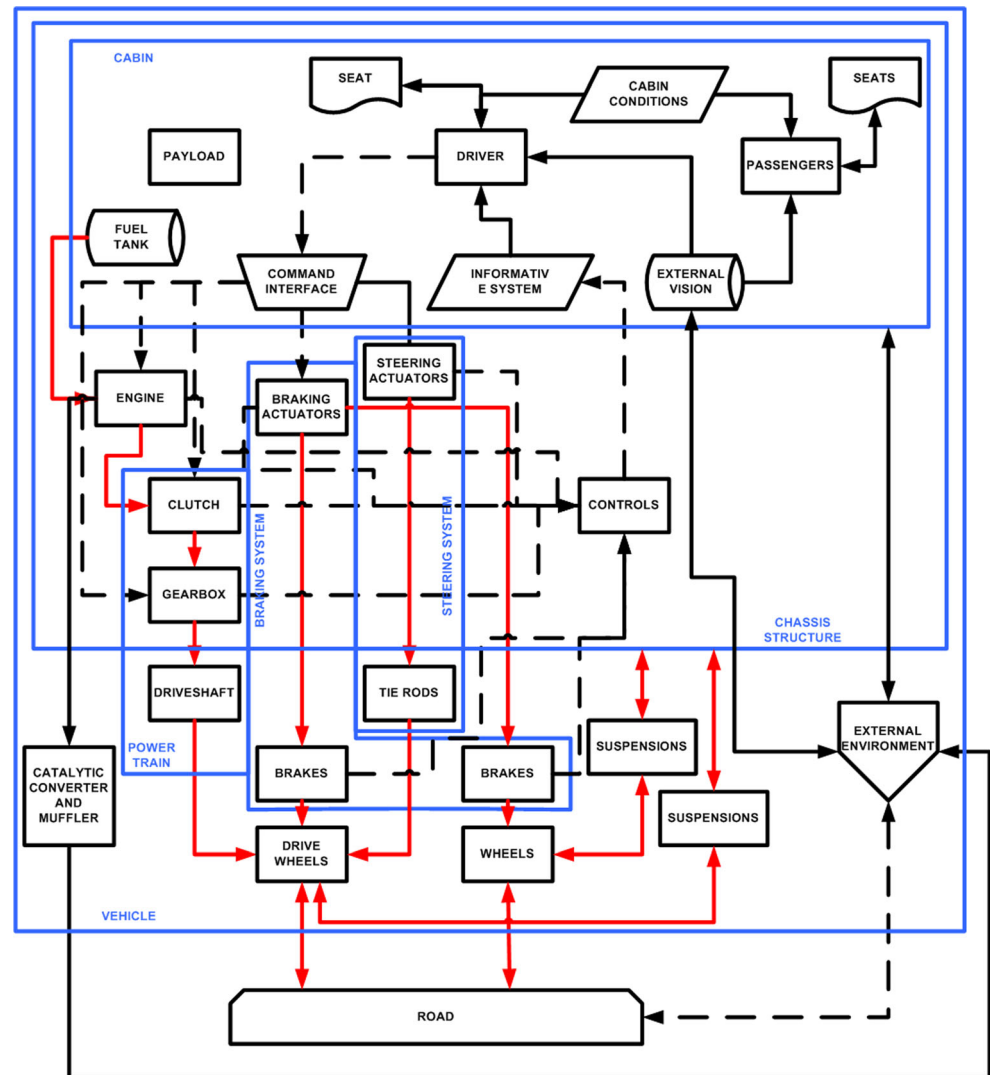 CABIN
SEAT
CABIN
CONDITIONS
SEATS
PAYLOAD
DRIVER
PASSENGERS
FUEL
TANK
COMMAND
INTERFACE
INFORMATIV
E SYSTEM
EXTERNAL
VISION
STEERING
ACTUATORS
ENGINE
BRAKING
ACTUATORS
CLUTCH
CONTROLS
BRAKING SYSTEM
STEERING SYSTEM
GEARBOX
CHASSIS
STRUCTURE
DRIVESHAFT
TIE RODS
SUSPENSIONS
EXTERNAL
ENVIRONMENT
POWER
TRAIN
CATALYTIC
CONVERTER
AND
MUFFLER
BRAKES
BRAKES
SUSPENSIONS
DRIVE
WHEELS
WHEELS
VEHICLE
ROAD